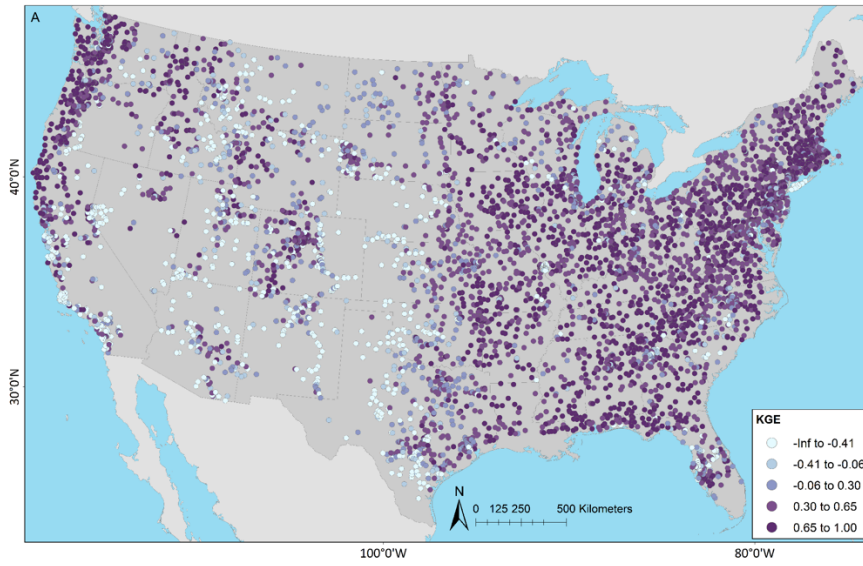 A
40°0'N
30°0'N
N
0 125 250 500 Kilometers
KGE
-Inf to -0.41
-0.41 to -0.06
-0.06 to 0.30
0.30 to 0.65
0.65 to 1.00
100°0'W
80°0'W